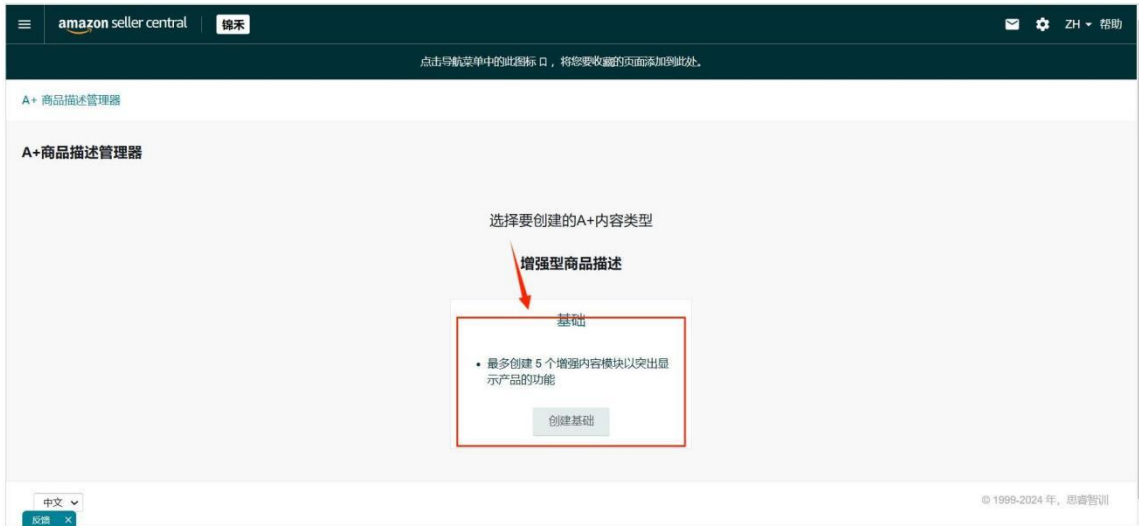 amazon seller central 锦禾 ZH 帮助
点击导航菜单中的此图标口，将您要收藏的页面添加到此处。
A+ 商品描述管理器
A+商品描述管理器
选择要创建的A+内容类型
增强型商品描述
基础
• 最多创建 5 个增强内容模块以突出显
示产品的功能
创建基础
中文
© 1999-2024 年，思睿智训
反馈 ×